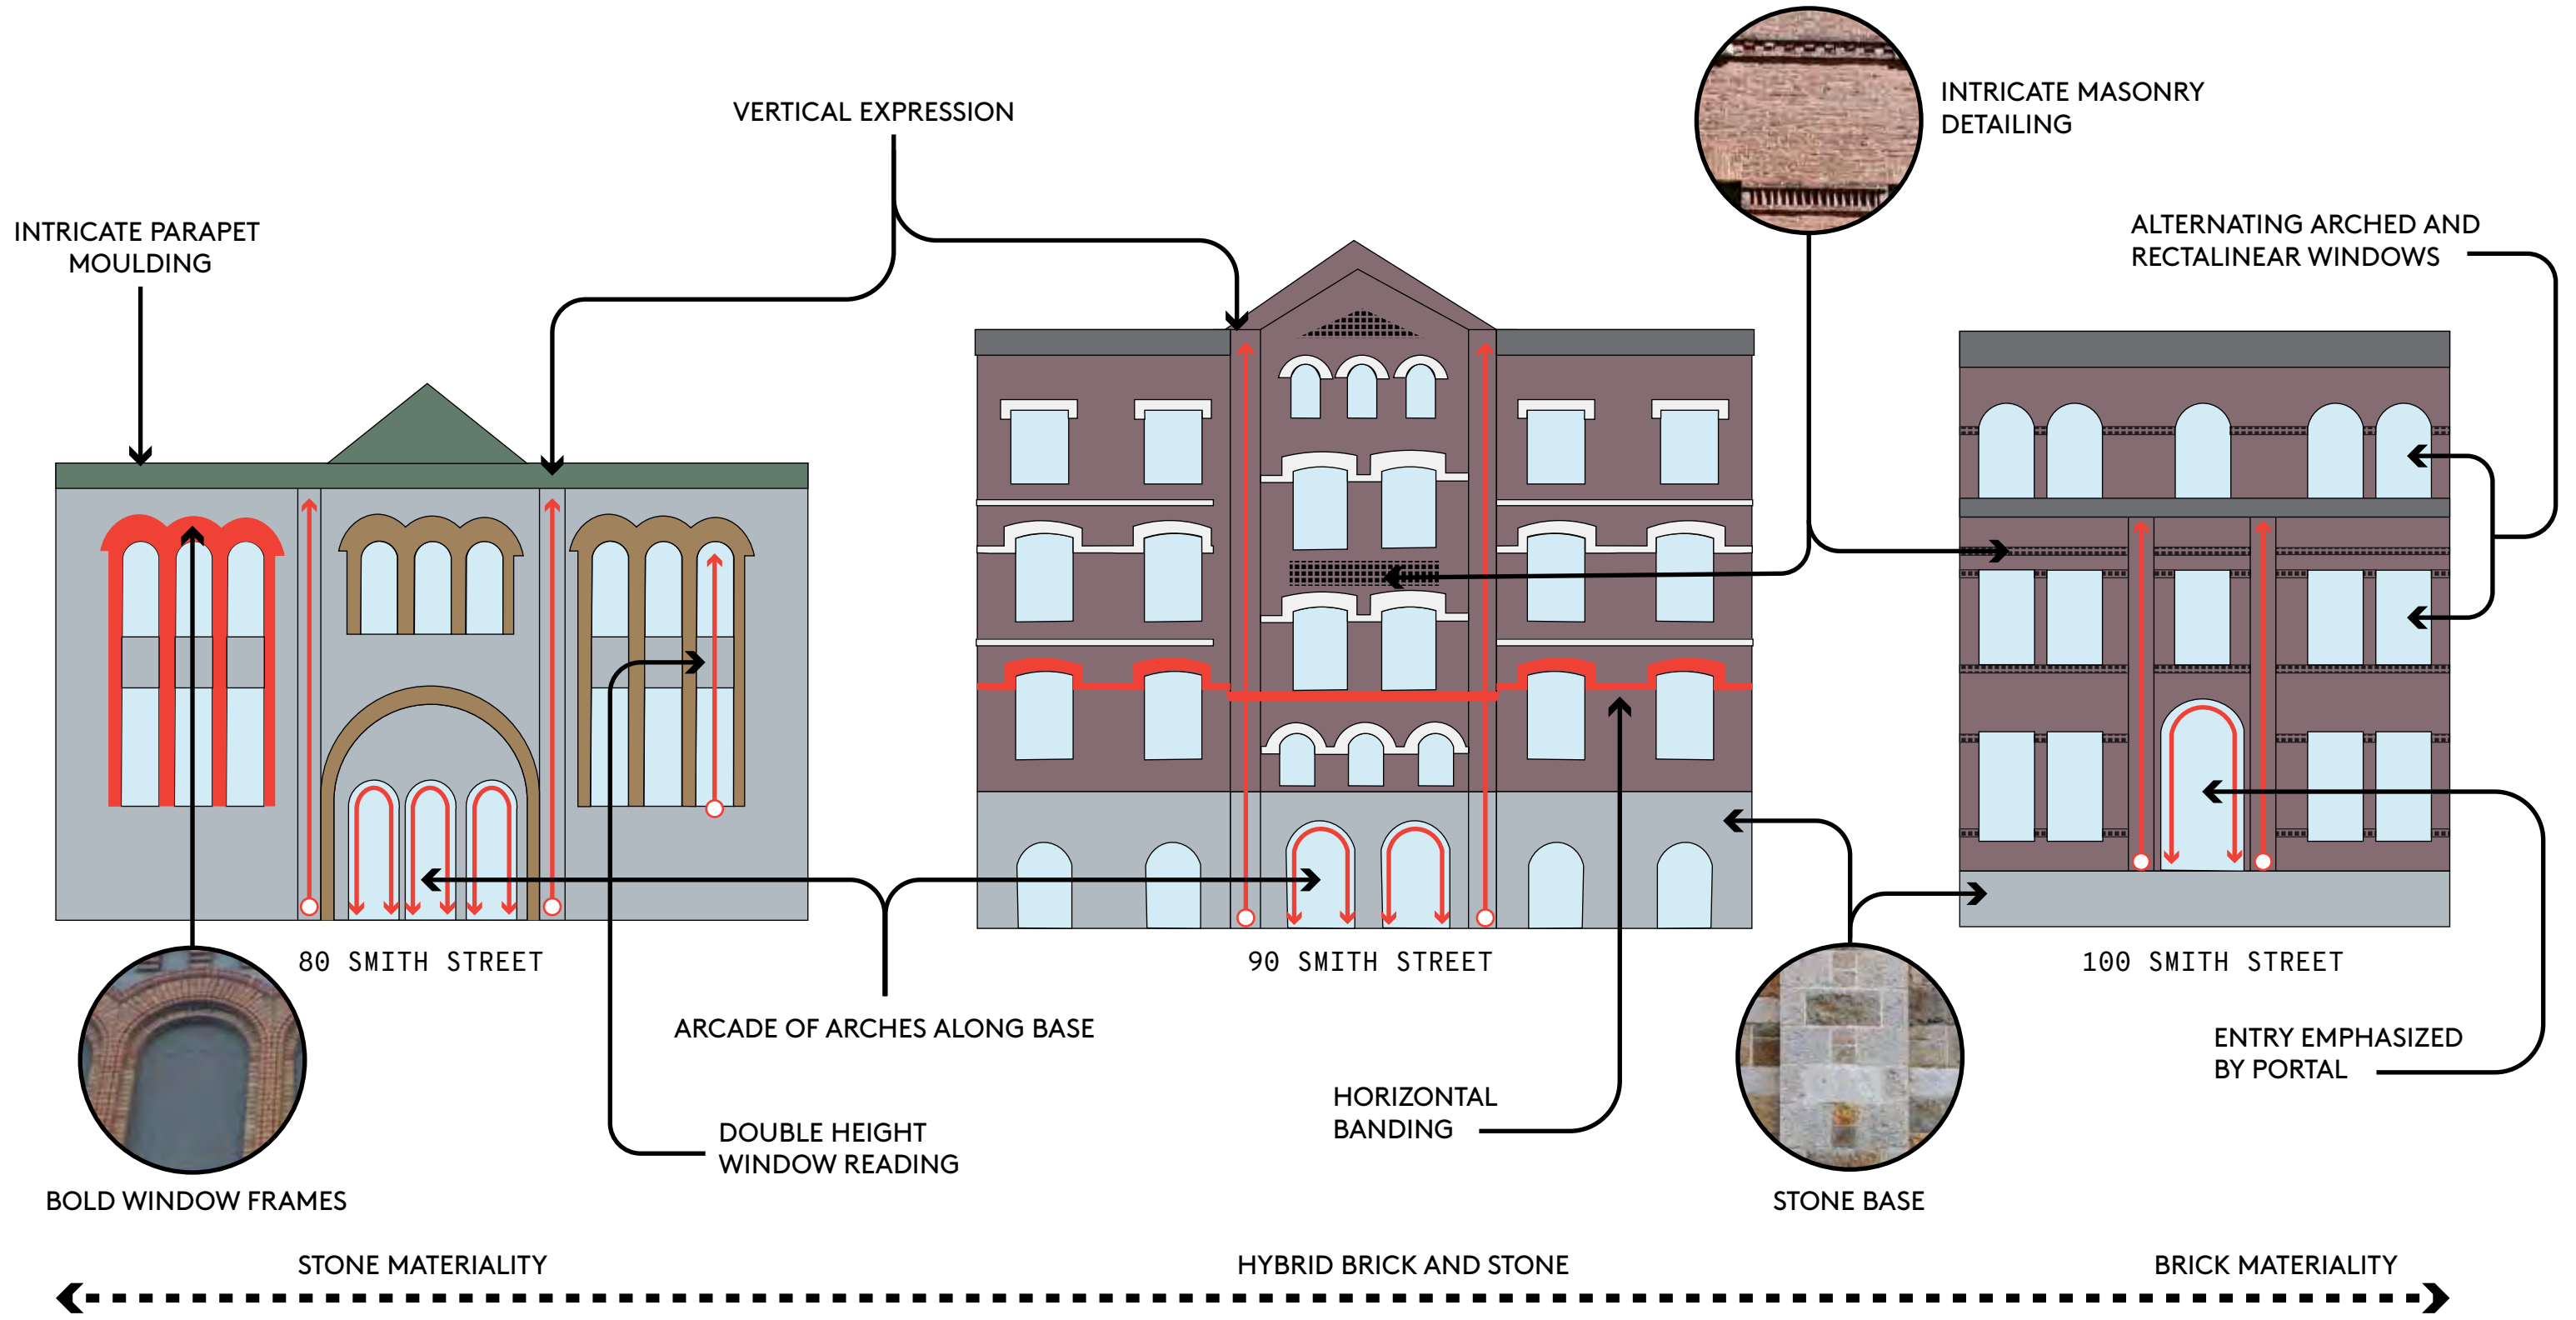 VERTICAL EXPRESSION
INTRICATE MASONRY
DETAILING
INTRICATE PARAPET
MOULDING
ALTERNATING ARCHED AND
RECTALINEAR WINDOWS
80 SMITH STREET
90 SMITH STREET
100 SMITH STREET
ARCADE OF ARCHES ALONG BASE
ENTRY EMPHASIZED
BY PORTAL
HORIZONTAL
BANDING
DOUBLE HEIGHT
WINDOW READING
BOLD WINDOW FRAMES
STONE BASE
STONE MATERIALITY
HYBRID BRICK AND STONE
BRICK MATERIALITY